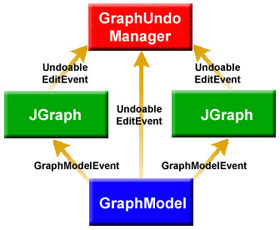 GraphUndo
Manager
Undoable
EditEvent
Undoable
EditEvent
JGraph
Undoable
EditEvent
JGraph
GraphModelEvent
GraphModelEvent
GraphModel